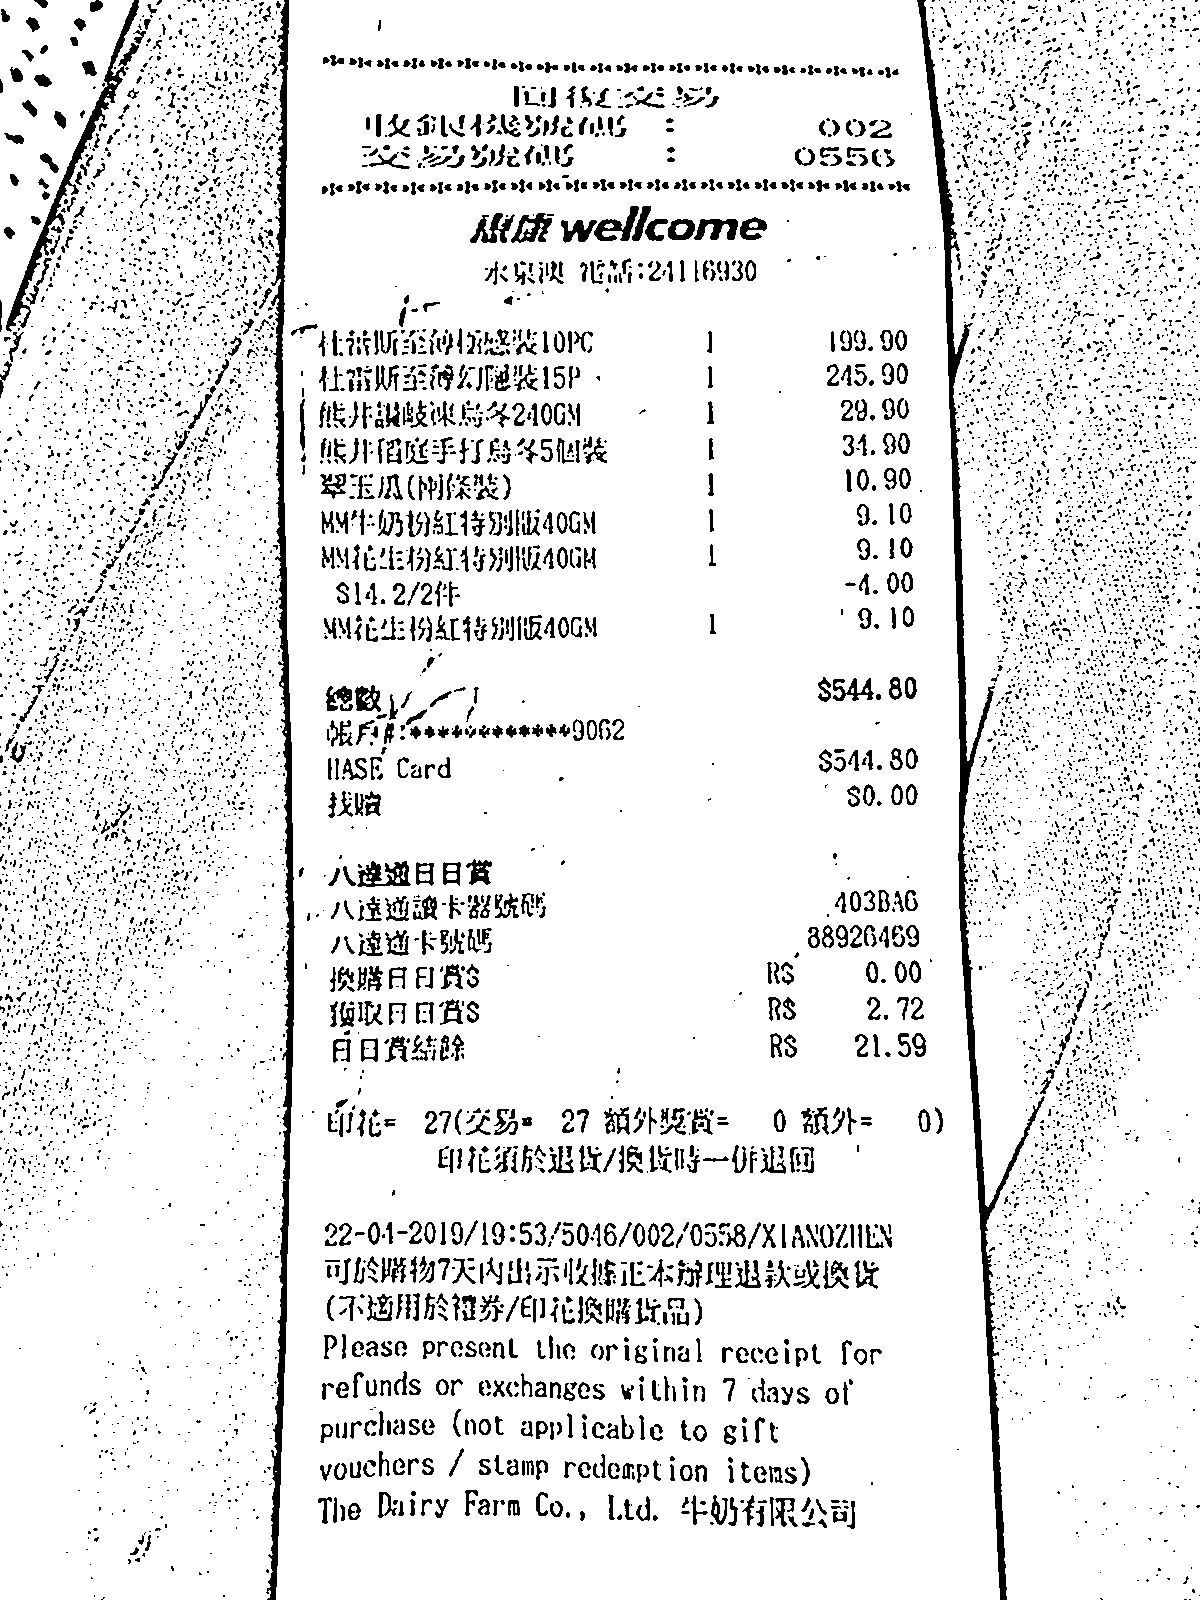 回復交易
收銀機號碼 : 002
交易號碼 : 0556
惠康 wellcome
水泉澳 電話:24116930
杜蕾斯至薄極感裝10PC 1 199.90
杜蕾斯至薄幻隱裝15P 1 245.90
熊井讚岐凍烏冬240GM 1 29.90
熊井稻庭手打烏冬5個裝 1 34.90
翠玉瓜(兩條裝) 1 10.90
MM牛奶粉紅特別版40GM 1 9.10
MM花生粉紅特別版40GM 1 9.10
$14.2/2件 -4.00
MM花生粉紅特別版40GM 1 9.10
總數 $544.80
帳戶#:************9062
HASE Card $544.80
找贖 $0.00
八達通日日賞
八達通讀卡器號碼 403BA6
八達通卡號碼 88926469
換購日日賞$ R$ 0.00
獲取日日賞$ R$ 2.72
日日賞結餘 R$ 21.59
印花= 27(交易= 27 額外獎賞= 0 額外= 0)
印花須於退貨/換貨時一併退回
22-04-2019/19:53/5046/002/0558/XIANOZHEN
可於購物7天內出示收據正本辦理退款或換貨
(不適用於禮券/印花換購貨品)
Please present the original receipt for
refunds or exchanges within 7 days of
purchase (not applicable to gift
vouchers / stamp redemption items)
The Dairy Farm Co., Ltd. 牛奶有限公司